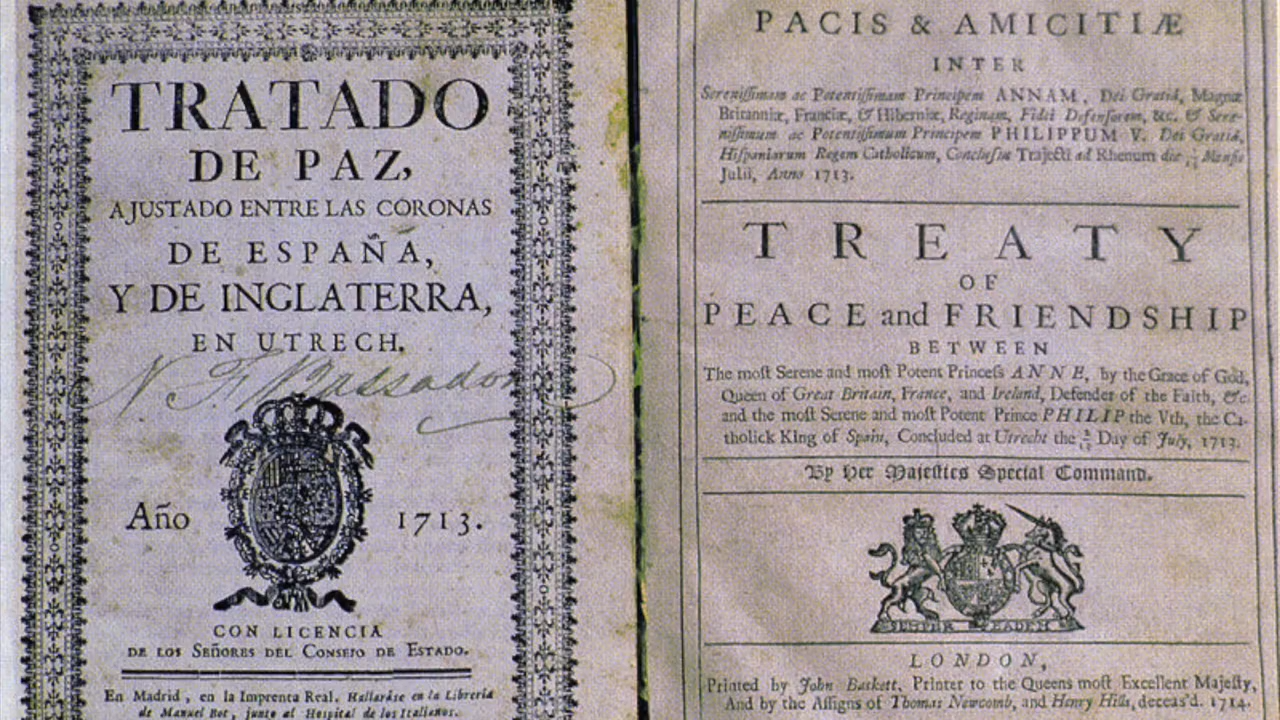 TRATADO
DE PAZ,
AJUSTADO ENTRE LAS CORONAS
DE ESPAÑA,
Y DE INGLATERRA,
EN UTRECH.
Año 1713.
CON LICENCIA
DE LOS SEÑORES DEL CONSEJO DE ESTADO.
En Madrid, en la Imprenta Real. Hallaráse en la Libreria
de Manuel Bot, junto al Hospital de los Italianos.
PACIS & AMICITIÆ
INTER
Serenissimam ac Potentissimam Principem ANNAM, Dei Gratiâ, Magnæ
Britanniæ, Franciæ, & Hiberniæ, Reginam, Fidei Defensorem, &c. & Sere-
nissimum ac Potentissimum Principem PHILIPPUM V. Dei Gratiâ,
Hispaniarum Regem Catholicum, Conclusus Trajecti ad Rhenum die Mensis
Julii, Anno 1713.
TREATY
OF
PEACE and FRIENDSHIP
BETWEEN
The moſt Serene and moſt Potent Princeſs ANNE, by the Grace of God,
Queen of Great Britain, France, and Ireland, Defender of the Faith, &c.
and the moſt Serene and moſt Potent Prince PHILIP the Vth, the Ca-
tholick King of Spain, Concluded at Utrecht the 2/13 Day of July, 1713.
By Her Majeſties Special Command.
SEMPER EADEM
LONDON,
Printed by John Baskett, Printer to the Queens moſt Excellent Majeſty,
And by the Aſſigns of Thomas Newcomb, and Henry Hills, deceas'd. 1714.